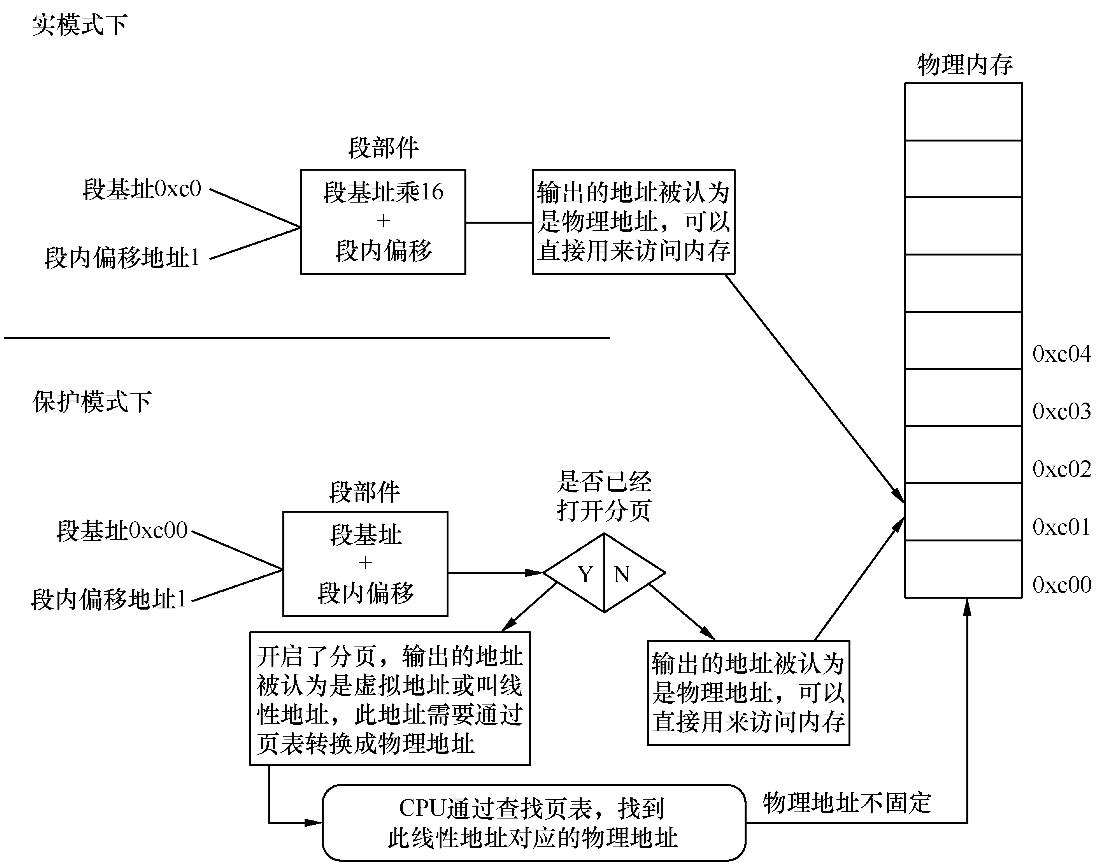 实模式下
物理内存
段部件
段基址0xc0
段内偏移地址1
段基址乘16
+
段内偏移
输出的地址被认为
是物理地址，可以
直接用来访问内存
0xc04
0xc03
0xc02
0xc01
0xc00
保护模式下
段部件
段基址0xc00
段内偏移地址1
段基址
+
段内偏移
是否已经
打开分页
Y N
开启了分页，输出的地址
被认为是虚拟地址或叫线
性地址，此地址需要通过
页表转换成物理地址
输出的地址被认为
是物理地址，可以
直接用来访问内存
CPU通过查找页表，找到
此线性地址对应的物理地址
物理地址不固定